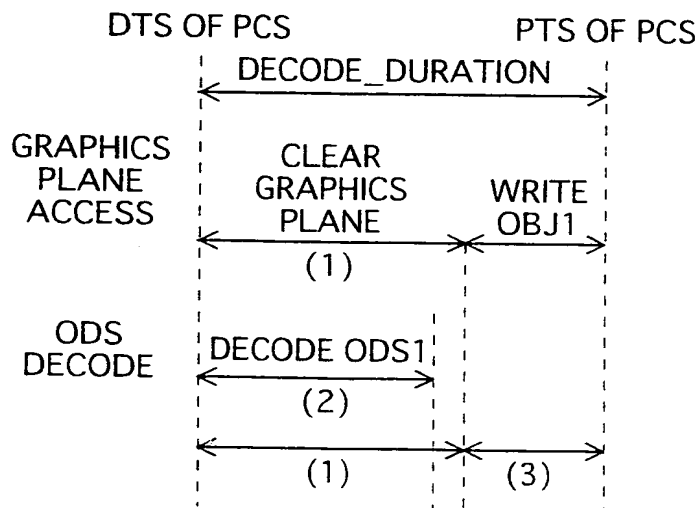 DTS OF PCS
PTS OF PCS
DECODE_DURATION
GRAPHICS
PLANE
ACCESS
CLEAR
GRAPHICS
PLANE
WRITE
OBJ1
(1)
ODS
DECODE
DECODE ODS1
(2)
(1)
(3)